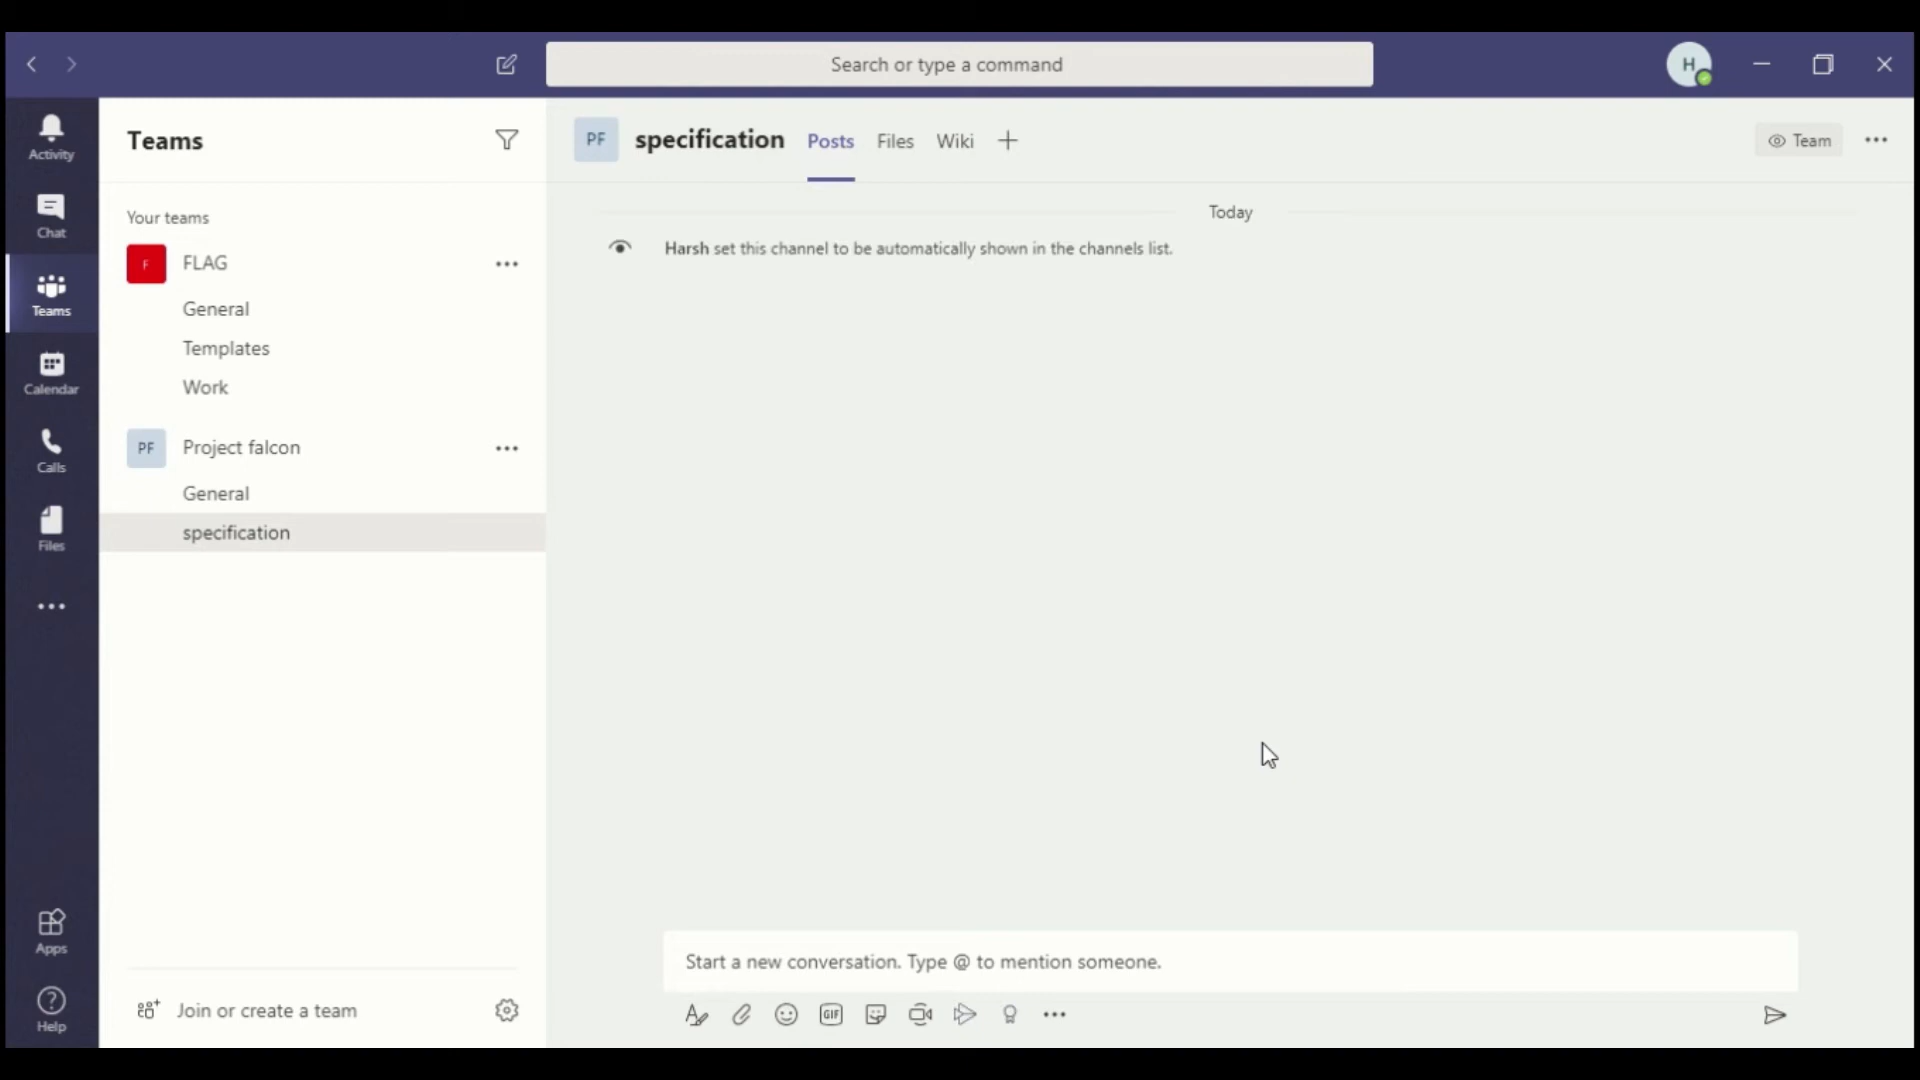 Search or type a command
H
Activity
Chat
Teams
Calendar
Calls
Files
Apps
Help
Teams
Your teams
F FLAG
General
Templates
Work
PF Project falcon
General
specification
Join or create a team
PF specification Posts Files Wiki
Team
Today
Harsh set this channel to be automatically shown in the channels list.
Start a new conversation. Type @ to mention someone.
GIF